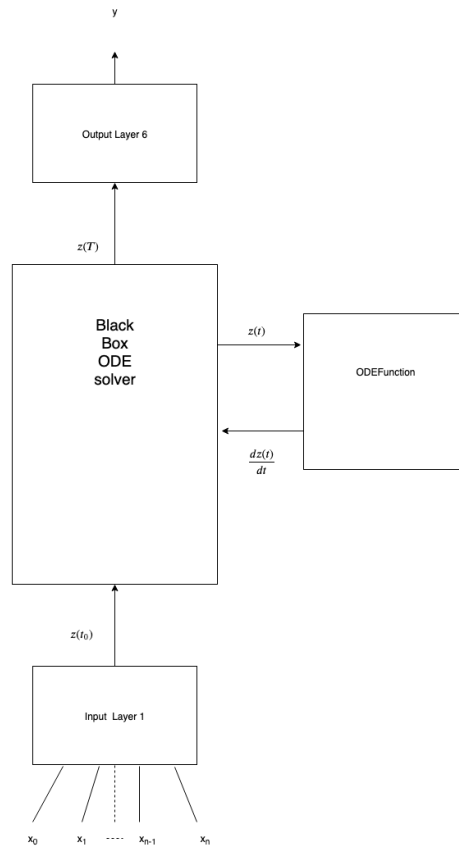 y
Output Layer 6
z(T)
Black
Box
ODE
solver
z(t)
ODEFunction
dz(t)
dt
z(t₀)
Input Layer 1
x₀ x₁ ---- xₙ₋₁ xₙ